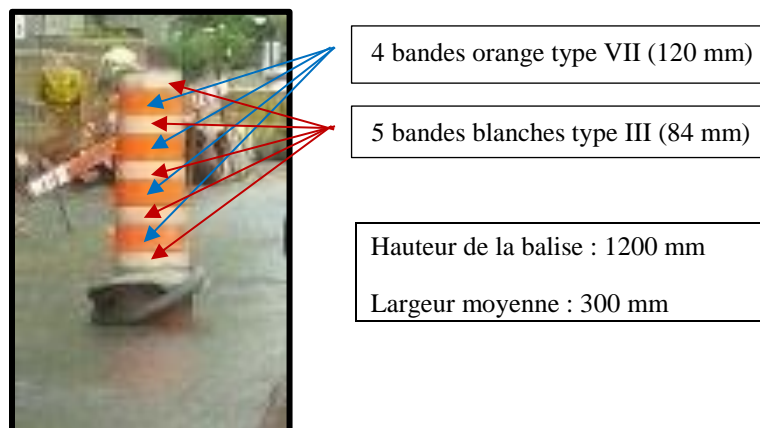 4 bandes orange type VII (120 mm)
5 bandes blanches type III (84 mm)
Hauteur de la balise : 1200 mm
Largeur moyenne : 300 mm